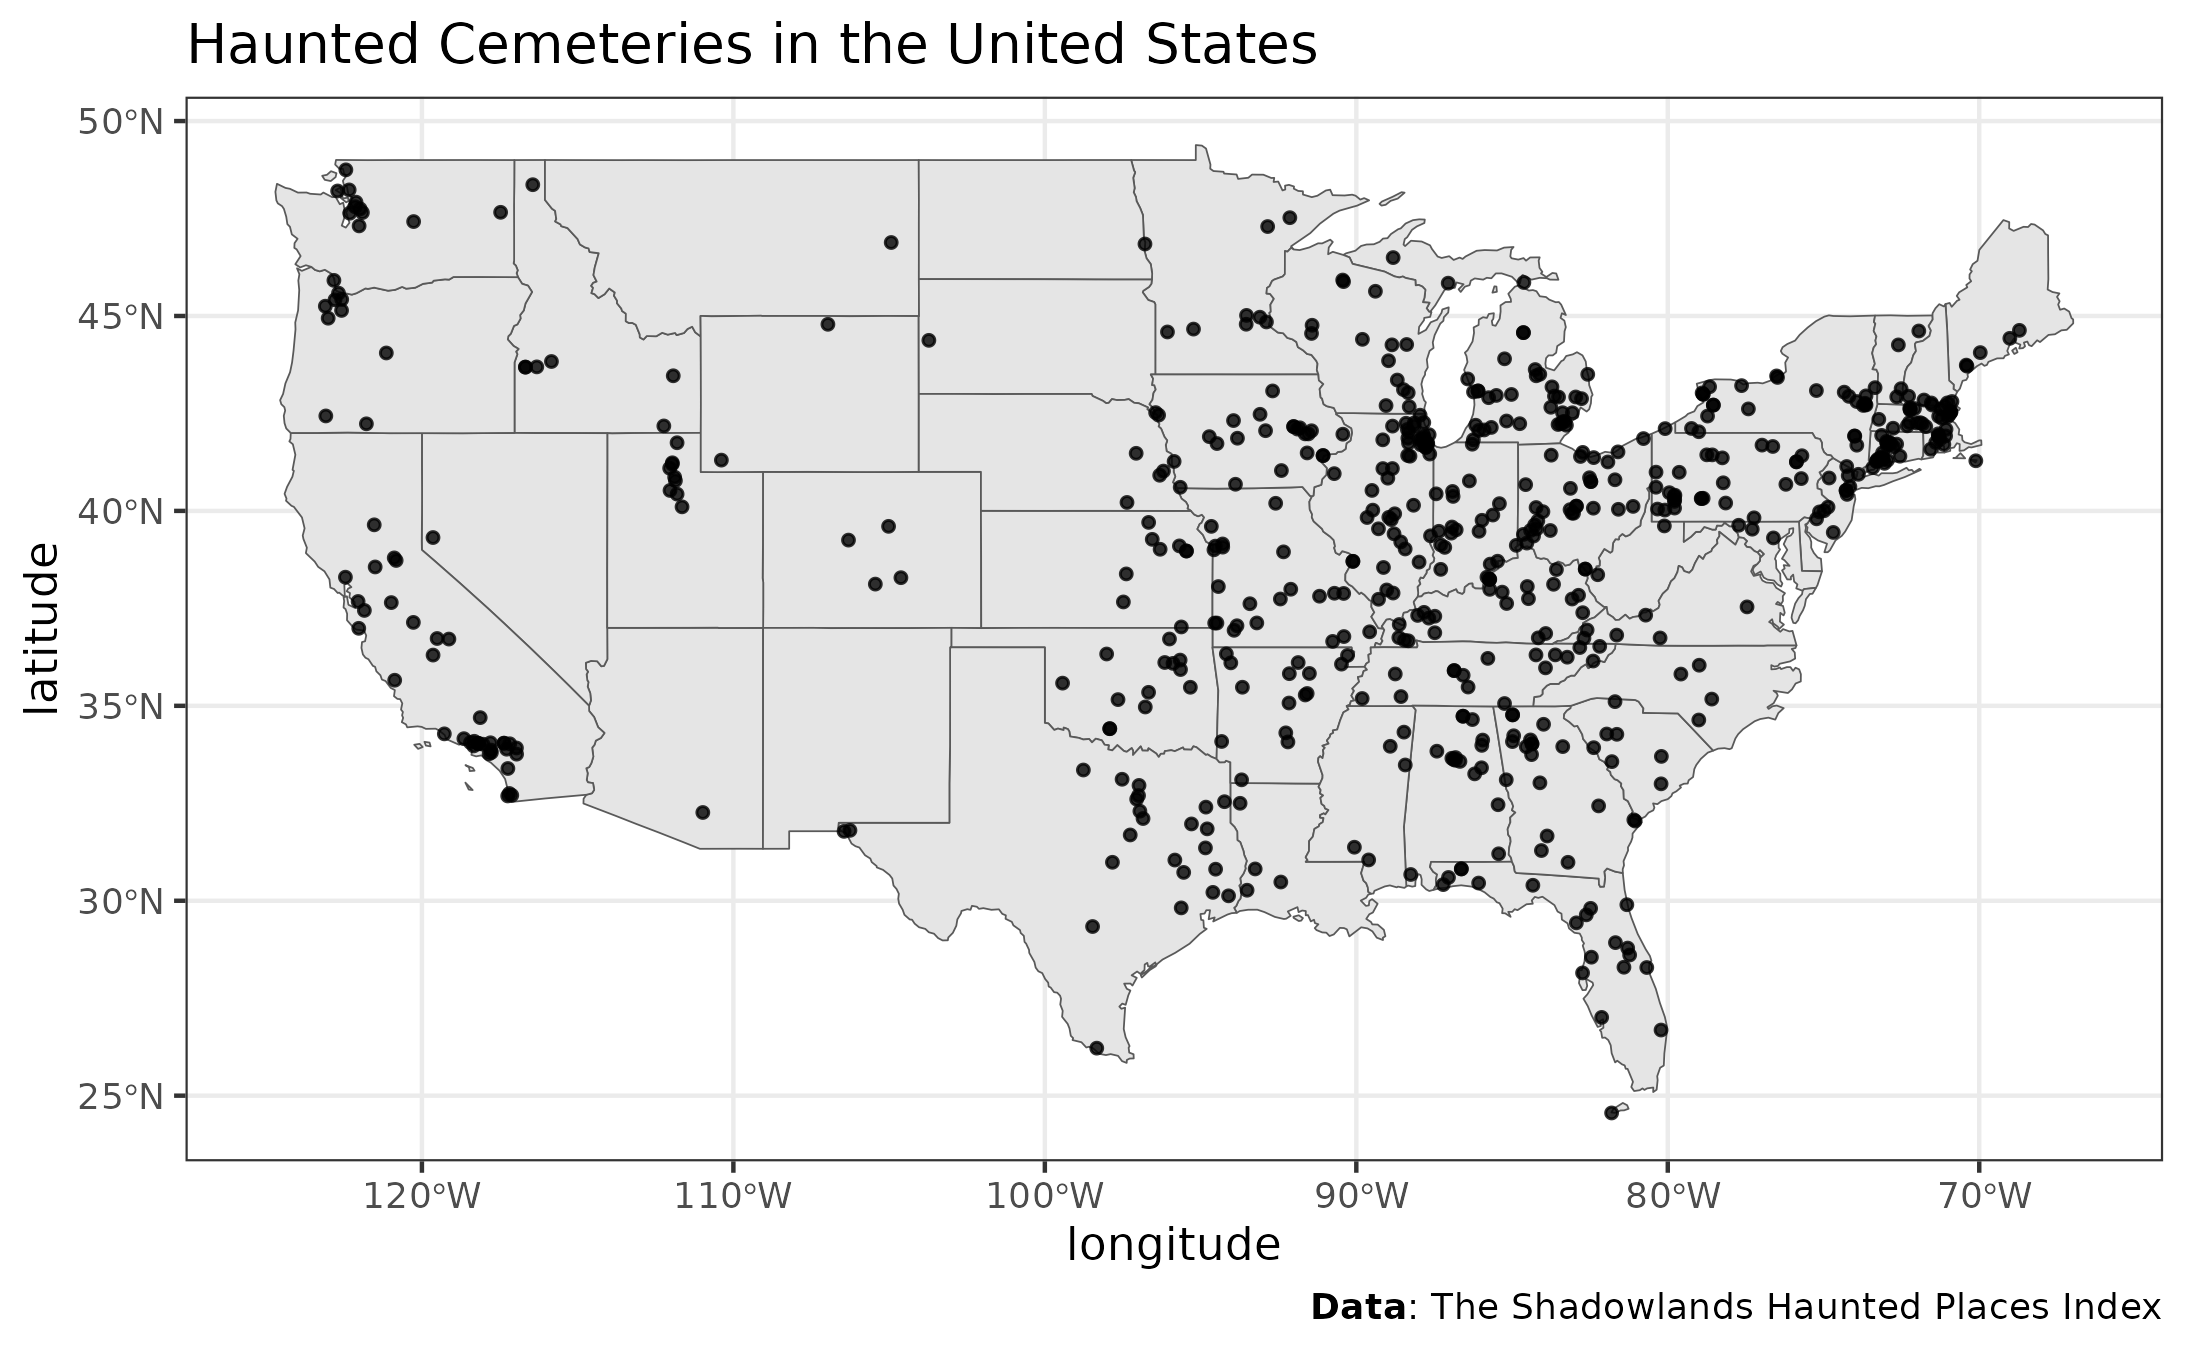 Haunted Cemeteries in the United States
50°N
45°N
40°N
35°N
30°N
25°N
latitude
120°W 110°W 100°W 90°W 80°W 70°W
longitude
Data: The Shadowlands Haunted Places Index